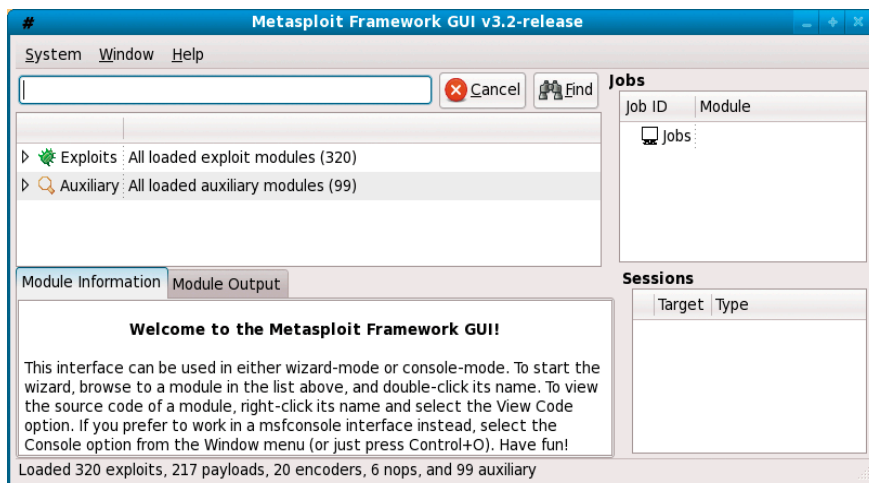 Metasploit Framework GUI v3.2-release
System Window Help
Cancel Find
Jobs
Job ID Module
Jobs
Exploits All loaded exploit modules (320)
Auxiliary All loaded auxiliary modules (99)
Module Information Module Output
Welcome to the Metasploit Framework GUI!
This interface can be used in either wizard-mode or console-mode. To start the
wizard, browse to a module in the list above, and double-click its name. To view
the source code of a module, right-click its name and select the View Code
option. If you prefer to work in a msfconsole interface instead, select the
Console option from the Window menu (or just press Control+O). Have fun!
Sessions
Target Type
Loaded 320 exploits, 217 payloads, 20 encoders, 6 nops, and 99 auxiliary